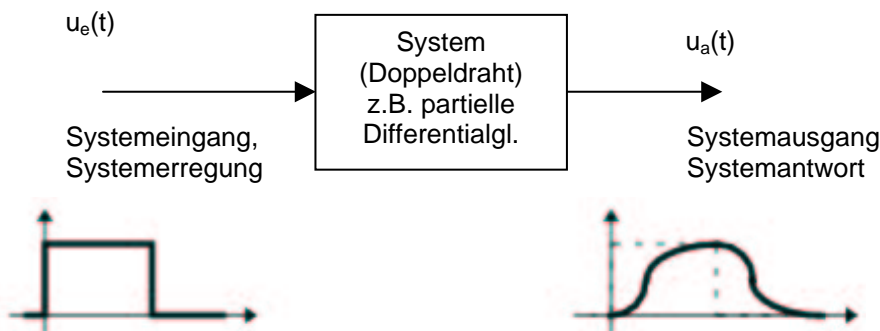 u_e(t)
System
(Doppeldraht)
z.B. partielle
Differentialgl.
u_a(t)
Systemeingang,
Systemerregung
Systemausgang
Systemantwort